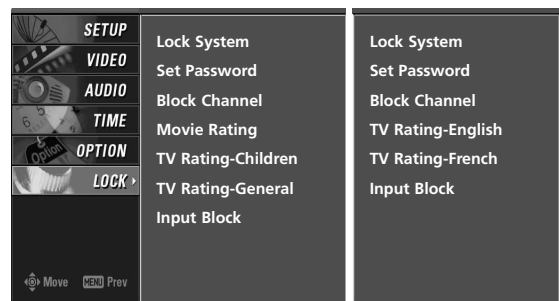 SETUP
VIDEO
AUDIO
TIME
OPTION
LOCK
Move MENU Prev
Lock System
Set Password
Block Channel
Movie Rating
TV Rating-Children
TV Rating-General
Input Block
Lock System
Set Password
Block Channel
TV Rating-English
TV Rating-French
Input Block